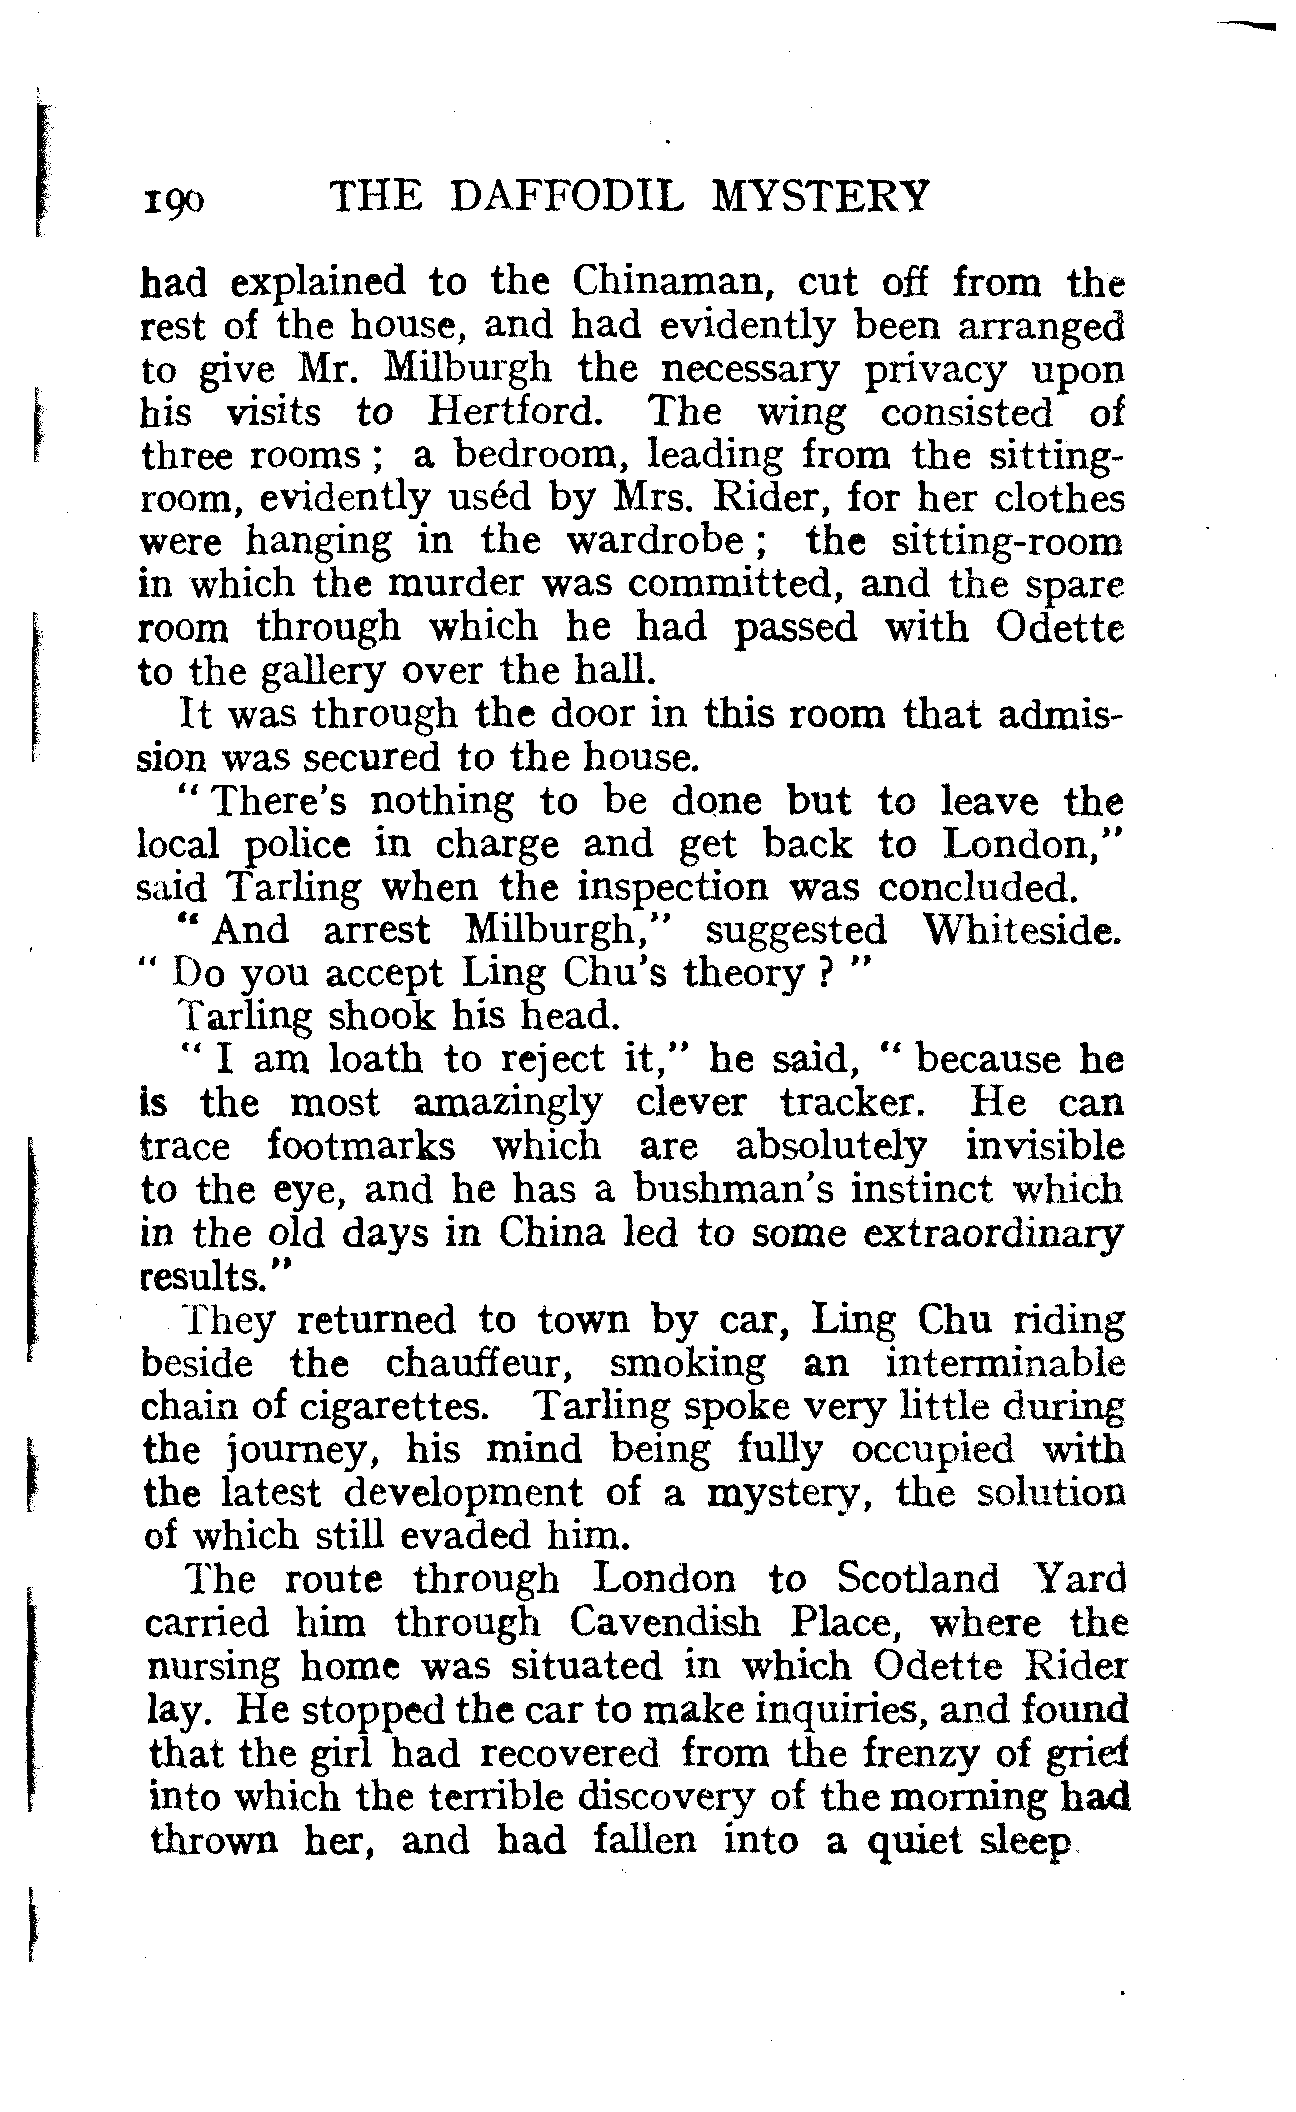 190 THE DAFFODIL MYSTERY
had explained to the Chinaman, cut off from the
rest of the house, and had evidently been arranged
to give Mr. Milburgh the necessary privacy upon
his visits to Hertford. The wing consisted of
three rooms ; a bedroom, leading from the sitting-
room, evidently uséd by Mrs. Rider, for her clothes
were hanging in the wardrobe ; the sitting-room
in which the murder was committed, and the spare
room through which he had passed with Odette
to the gallery over the hall.
It was through the door in this room that admis-
sion was secured to the house.
" There's nothing to be done but to leave the
local police in charge and get back to London,"
said Tarling when the inspection was concluded.
" And arrest Milburgh," suggested Whiteside.
" Do you accept Ling Chu's theory ? "
Tarling shook his head.
" I am loath to reject it," he said, " because he
is the most amazingly clever tracker. He can
trace footmarks which are absolutely invisible
to the eye, and he has a bushman's instinct which
in the old days in China led to some extraordinary
results."
They returned to town by car, Ling Chu riding
beside the chauffeur, smoking an interminable
chain of cigarettes. Tarling spoke very little during
the journey, his mind being fully occupied with
the latest development of a mystery, the solution
of which still evaded him.
The route through London to Scotland Yard
carried him through Cavendish Place, where the
nursing home was situated in which Odette Rider
lay. He stopped the car to make inquiries, and found
that the girl had recovered from the frenzy of grief
into which the terrible discovery of the morning had
thrown her, and had fallen into a quiet sleep.